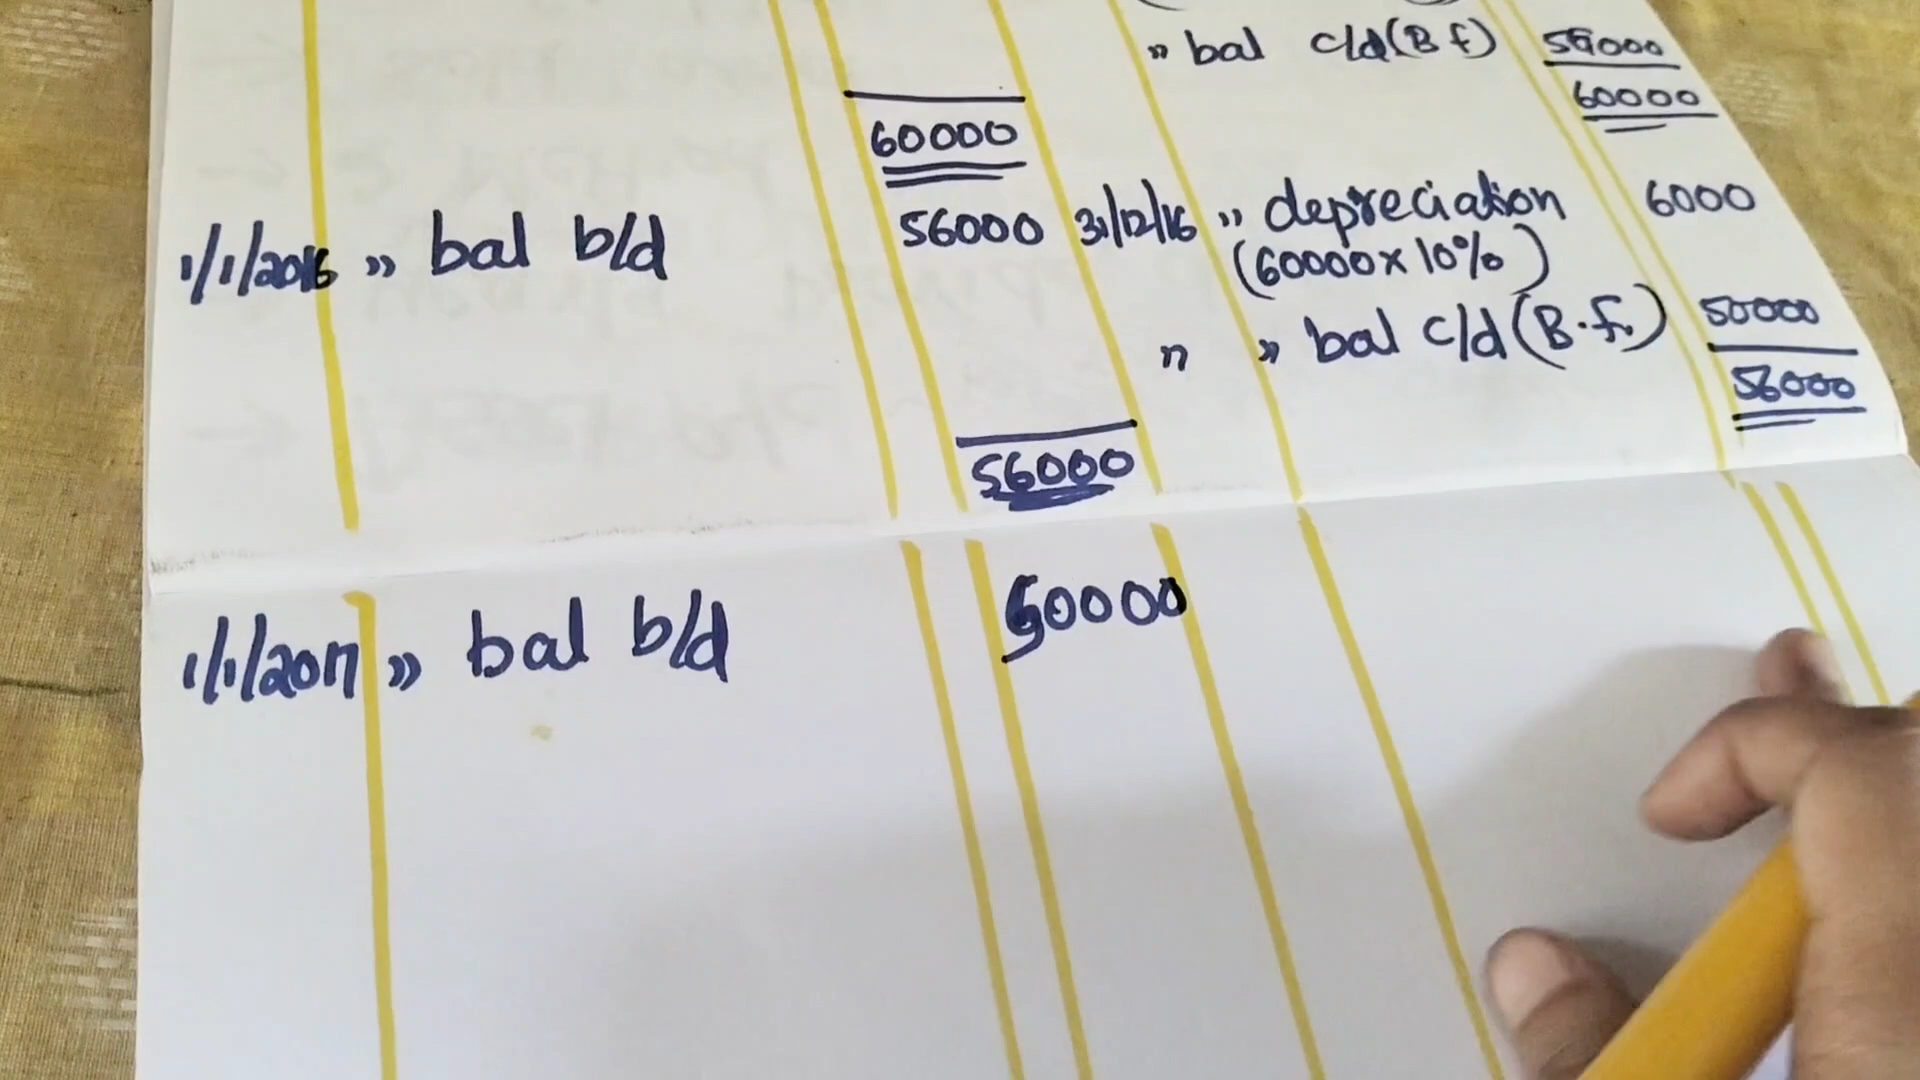 ” bal c/d (B f) 56000
60000
60000
1/1/2016 ” bal b/d 56000 31/12/16 ” depreciation 6000
(60000 x 10%)
” ” bal c/d (B.f) 50000
56000
56000
1/1/2017 ” bal b/d 50000